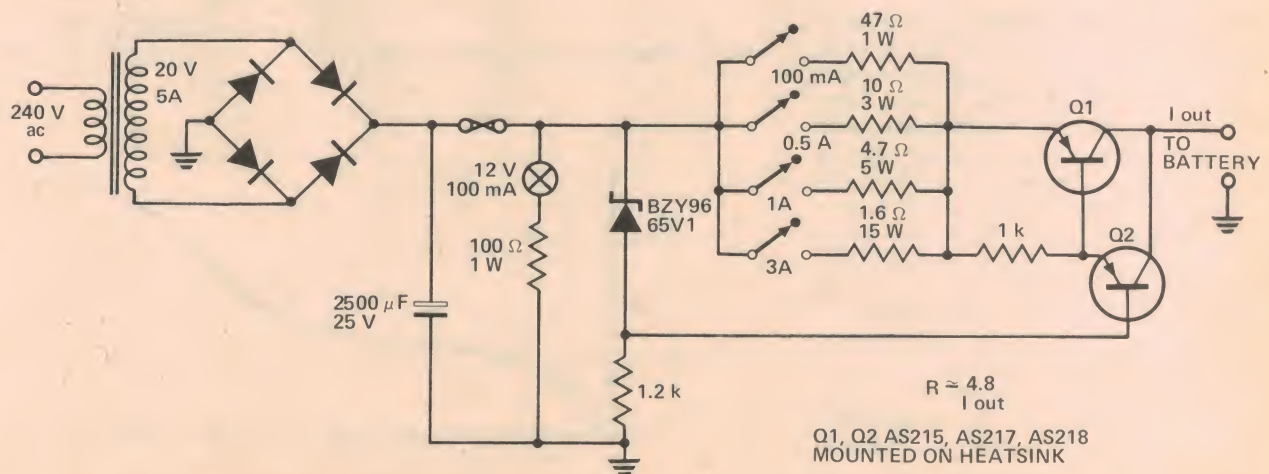 240 V
ac
20 V
5A
2500 μF
25 V
12 V
100 mA
100 Ω
1 W
BZY96
65V1
1.2 k
100 mA
47 Ω
1 W
0.5 A
10 Ω
3 W
1A
4.7 Ω
5 W
3A
1.6 Ω
15 W
1 k
Q1
Q2
I out
TO
BATTERY
R ≃ 4.8
I out
Q1, Q2 AS215, AS217, AS218
MOUNTED ON HEATSINK